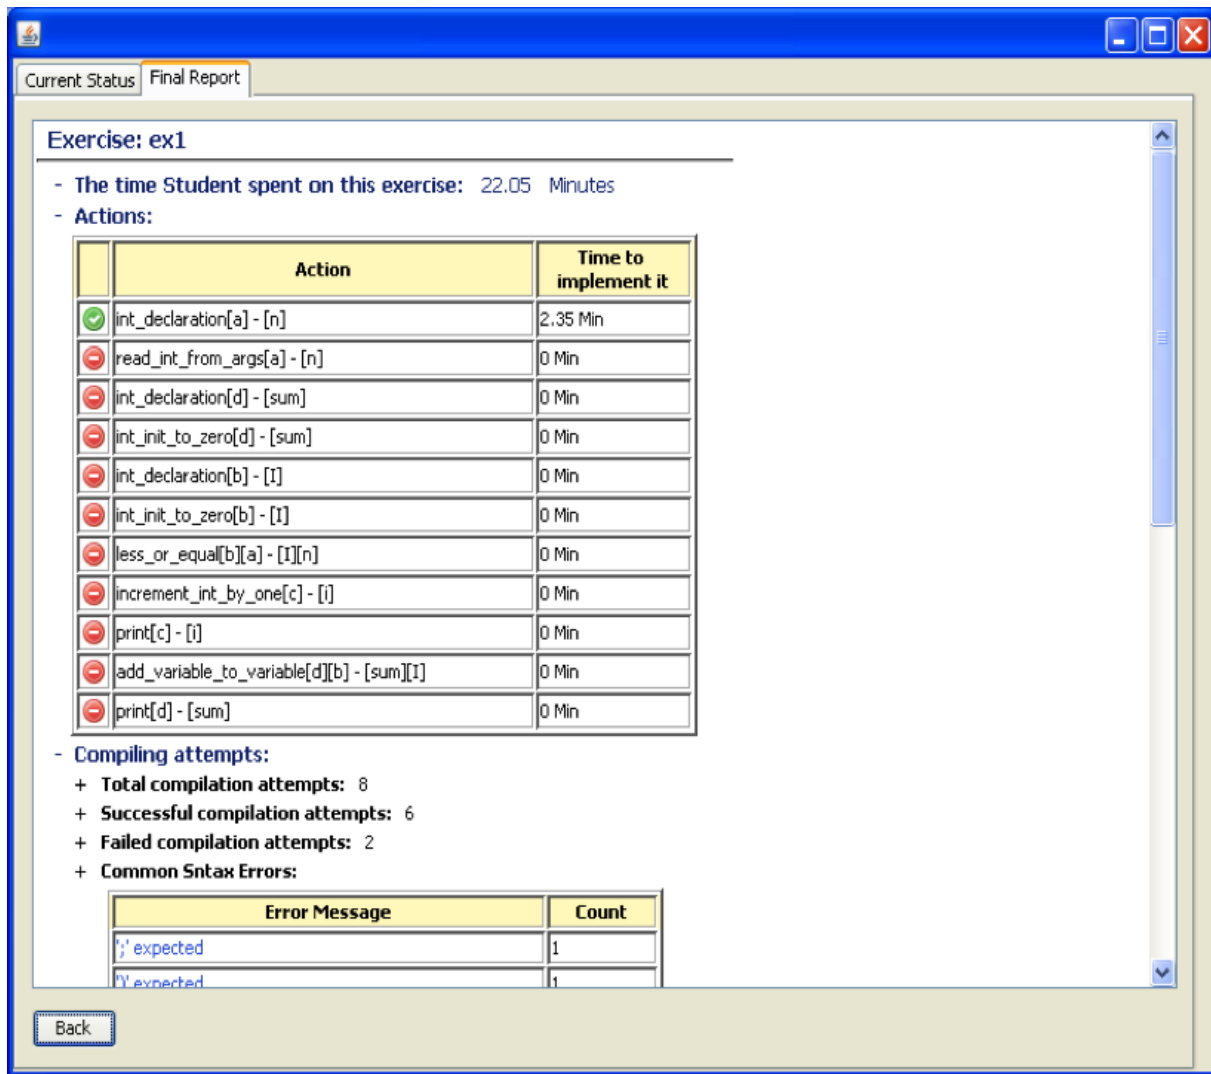 Current Status Final Report
Exercise: ex1
- The time Student spent on this exercise: 22.05 Minutes
- Actions:
Action Time to implement it
int_declaration[a] - [n] 2.35 Min
read_int_from_args[a] - [n] 0 Min
int_declaration[d] - [sum] 0 Min
int_init_to_zero[d] - [sum] 0 Min
int_declaration[b] - [I] 0 Min
int_init_to_zero[b] - [I] 0 Min
less_or_equal[b][a] - [I][n] 0 Min
increment_int_by_one[c] - [i] 0 Min
print[c] - [i] 0 Min
add_variable_to_variable[d][b] - [sum][I] 0 Min
print[d] - [sum] 0 Min
- Compiling attempts:
+ Total compilation attempts: 8
+ Successful compilation attempts: 6
+ Failed compilation attempts: 2
+ Common Sntax Errors:
Error Message Count
';' expected 1
')' expected 1
Back